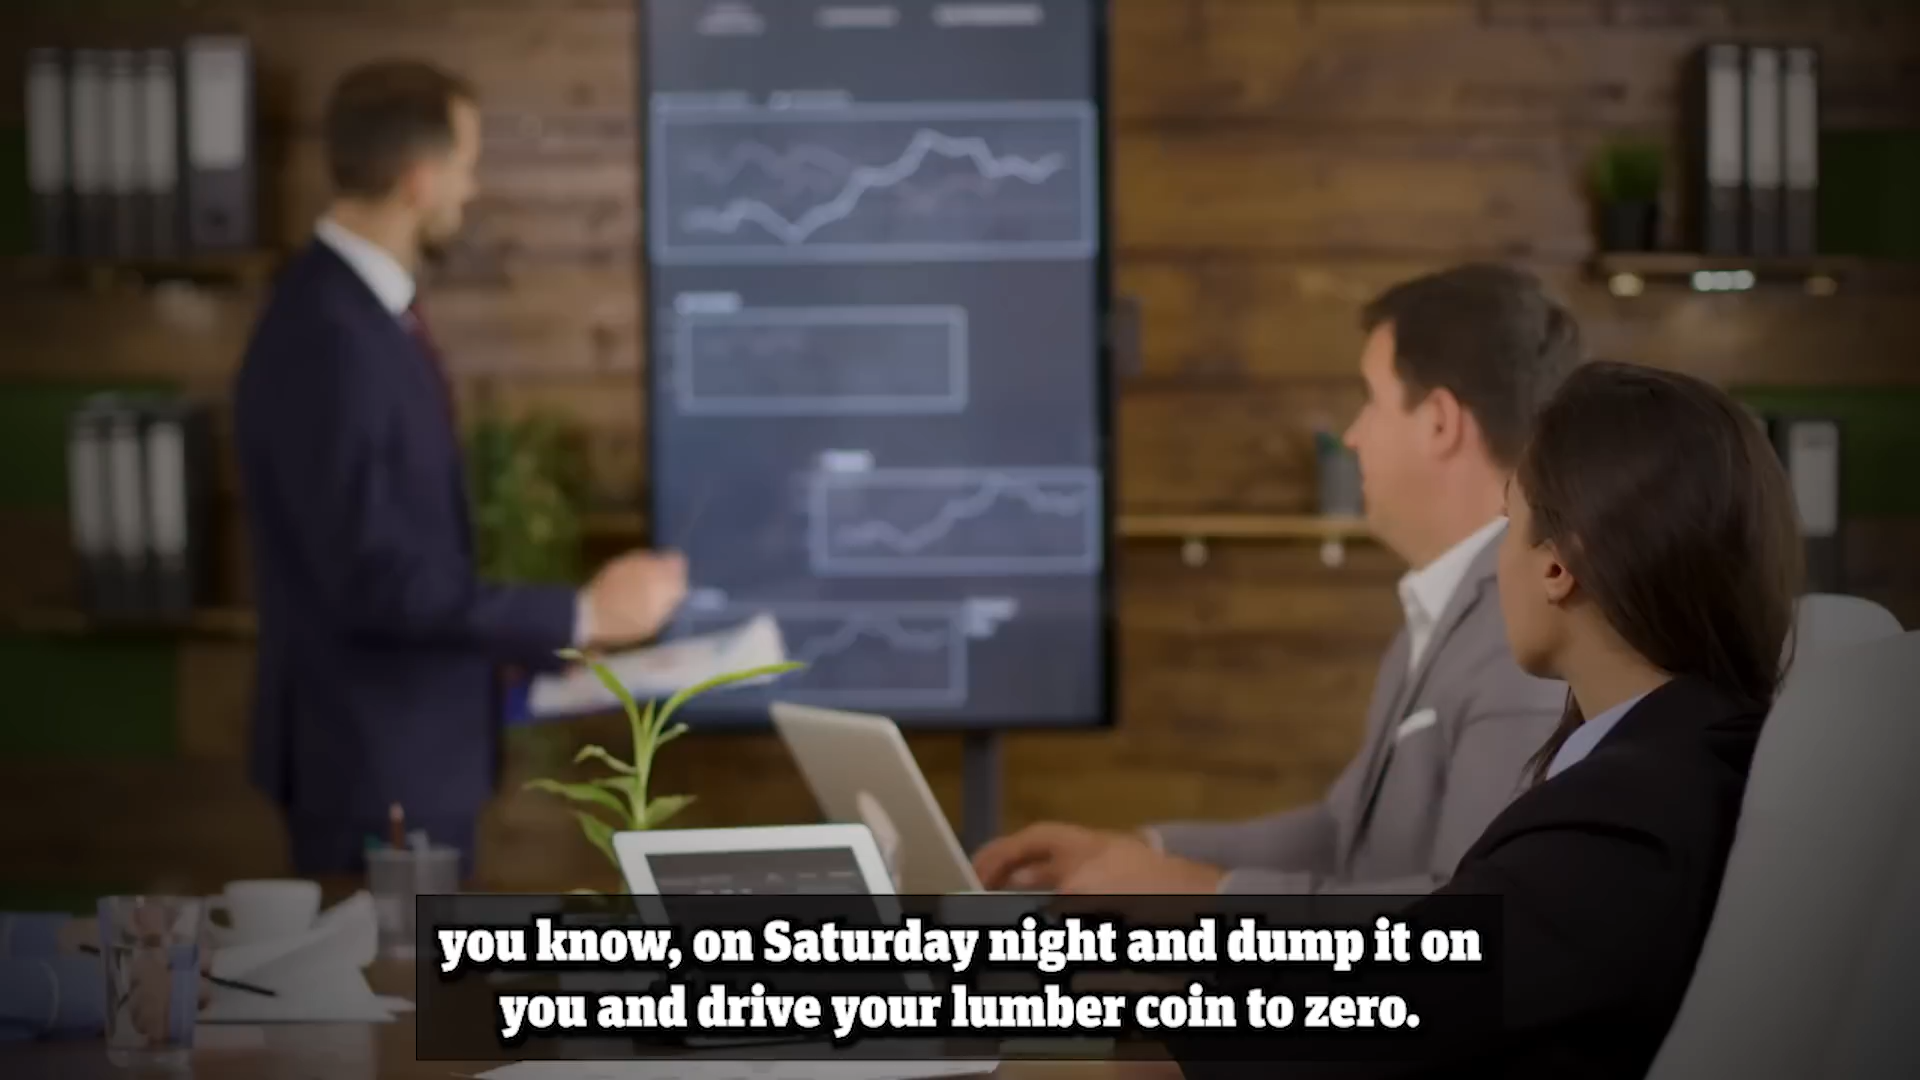 you know, on Saturday night and dump it on
you and drive your lumber coin to zero.